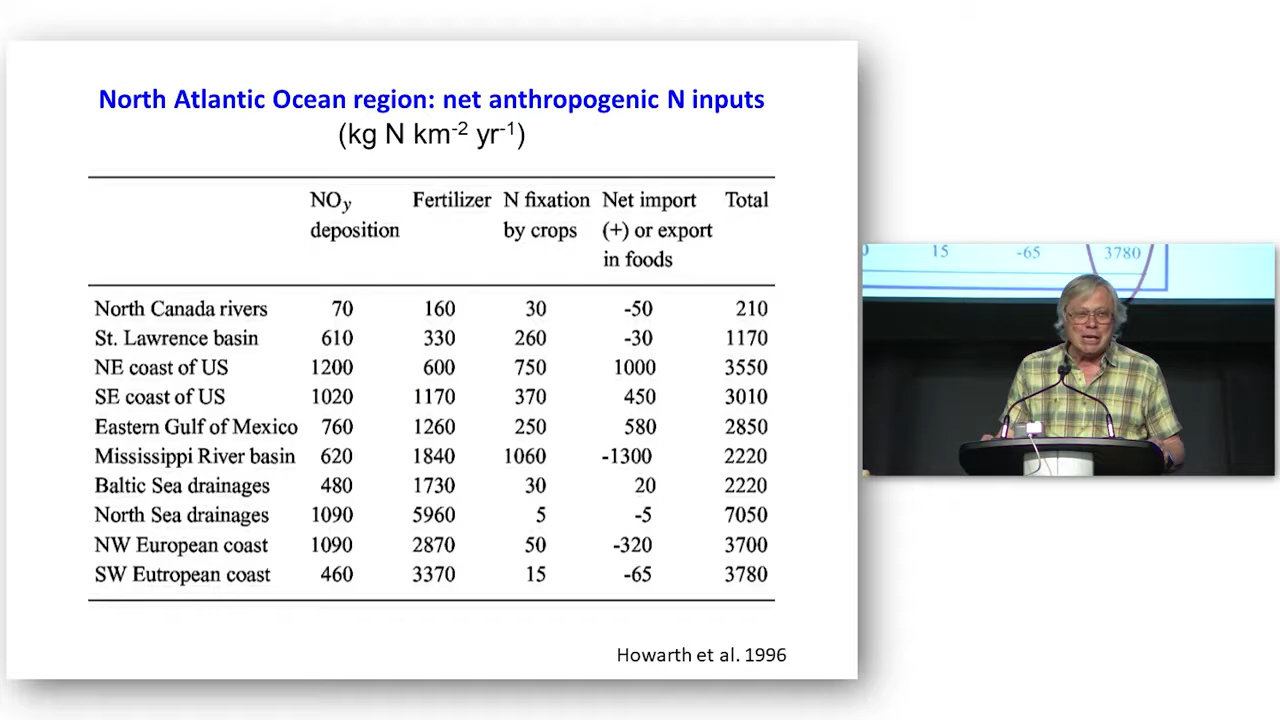 North Atlantic Ocean region: net anthropogenic N inputs
(kg N km-2 yr-1)
NOy Fertilizer N fixation Net import Total
deposition by crops (+) or export
in foods
North Canada rivers 70 160 30 -50 210
St. Lawrence basin 610 330 260 -30 1170
NE coast of US 1200 600 750 1000 3550
SE coast of US 1020 1170 370 450 3010
Eastern Gulf of Mexico 760 1260 250 580 2850
Mississippi River basin 620 1840 1060 -1300 2220
Baltic Sea drainages 480 1730 30 20 2220
North Sea drainages 1090 5960 5 -5 7050
NW European coast 1090 2870 50 -320 3700
SW Eutropean coast 460 3370 15 -65 3780
Howarth et al. 1996
15 -65 3780